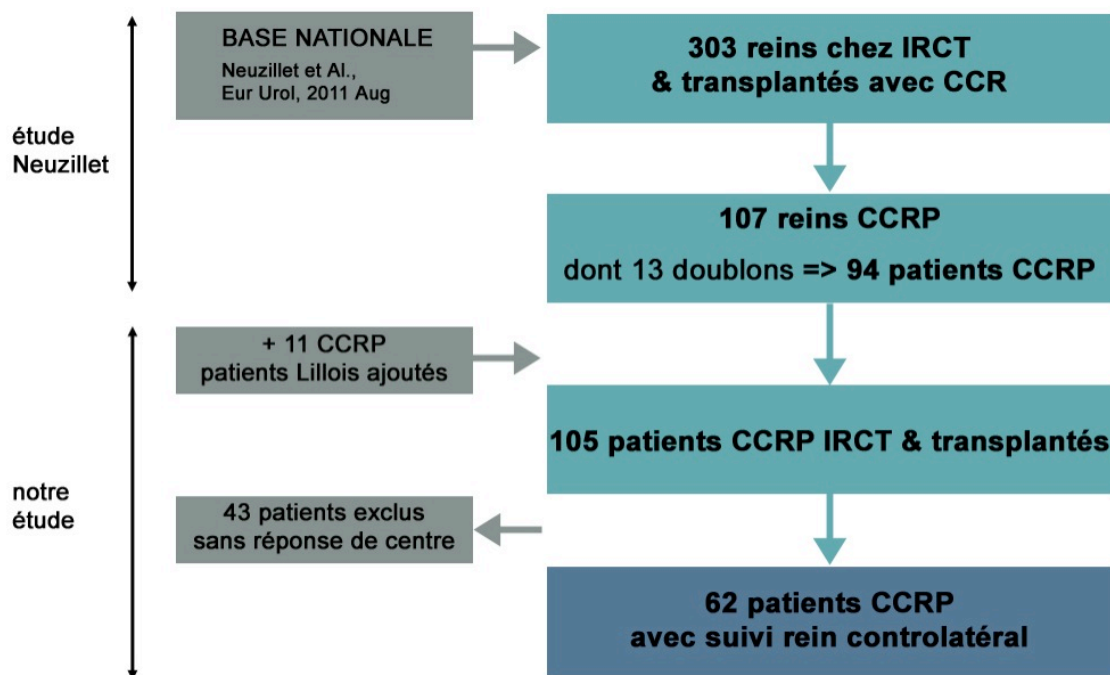 BASE NATIONALE
Neuzillet et Al.,
Eur Urol, 2011 Aug
303 reins chez IRCT
& transplantés avec CCR
étude
Neuzillet
107 reins CCRP
dont 13 doublons => 94 patients CCRP
+ 11 CCRP
patients Lillois ajoutés
105 patients CCRP IRCT & transplantés
notre
étude
43 patients exclus
sans réponse de centre
62 patients CCRP
avec suivi rein controlatéral